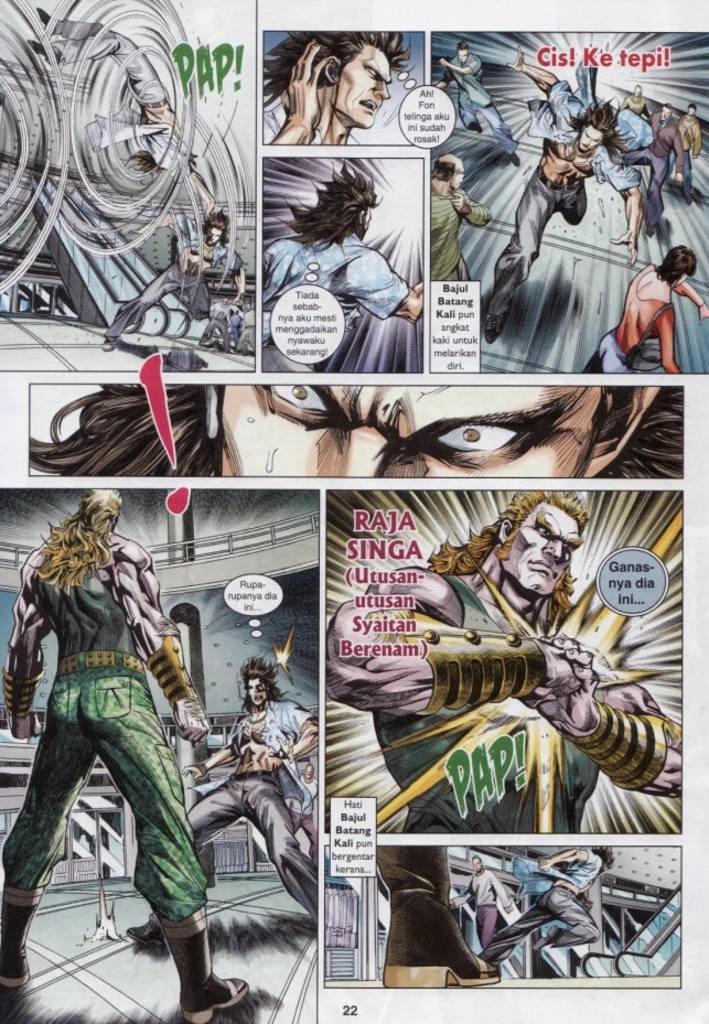 PAP!
Ah!
Fon
telinga aku
ini sudah
rosak!
Tiada
sebab-
nya aku mesti
menggadaikan
nyawaku
sekarang!
Cis! Ke tepi!
Bajul
Batang
Kali pun
angkat
kaki untuk
melarikan
diri.
!
Rupa-
rupanya dia
ini...
RAJA
SINGA
(Utusan-
utusan
Syaitan
Berenam)
Ganas-
nya dia
ini...
PAP!
Hati
Bajul
Batang
Kali pun
bergentar
kerana...
22